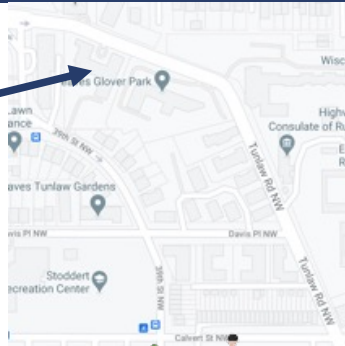 Wisc
Glover Park
Highw
Consulate of Ru
E
R
Lawn
ance
39th St NW
Tunlaw Rd NW
aves Tunlaw Gardens
avis Pl NW
Davis Pl NW
Stoddert
ecreation Center
39th St NW
Tunlaw Rd NW
Calvert St NW